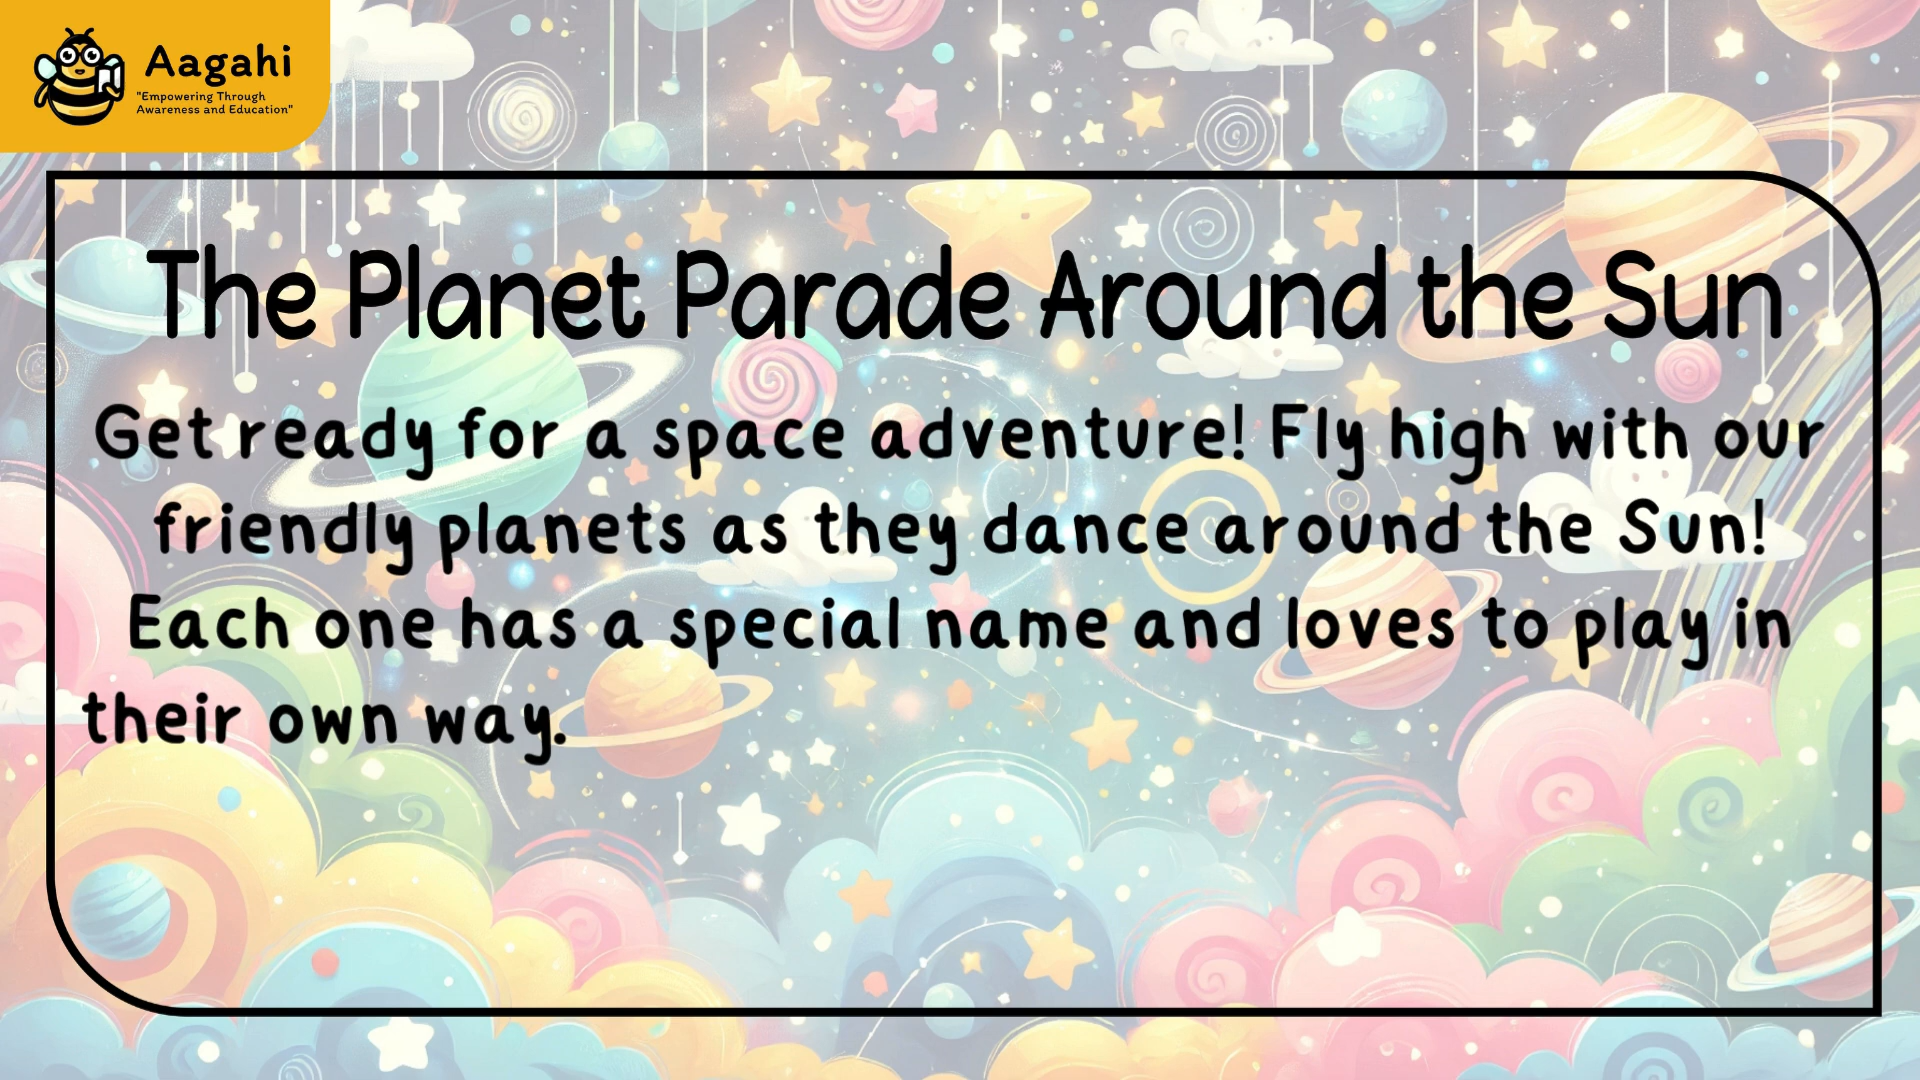 Aagahi
"Empowering Through
Awareness and Education"
The Planet Parade Around the Sun
Get ready for a space adventure! Fly high with our
friendly planets as they dance around the Sun!
Each one has a special name and loves to play in
their own way.